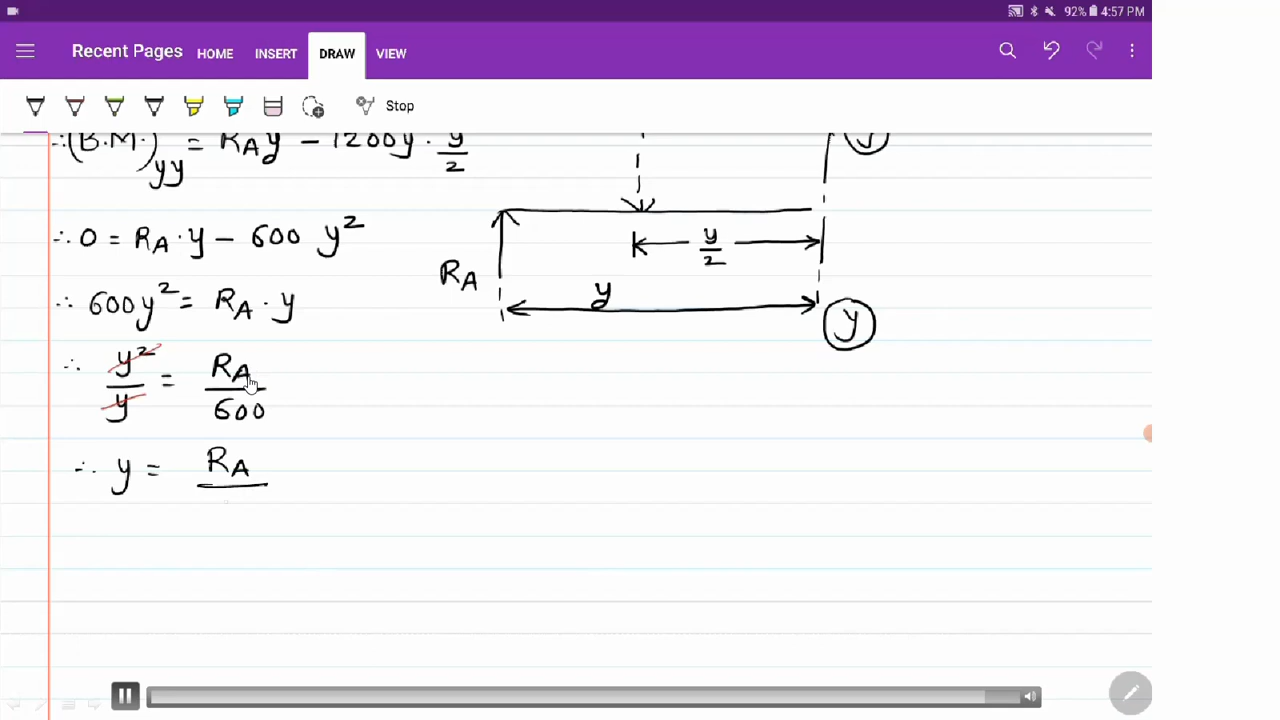 92% 4:57 PM
Recent Pages HOME INSERT DRAW VIEW
Stop
∴(B.M.)yy = RAy − 1200y · y/2
y
∴ 0 = RA · y − 600 y²
y/2
RA
∴ 600y² = RA · y
y
y
∴ y²/y = RA/600
∴ y = RA